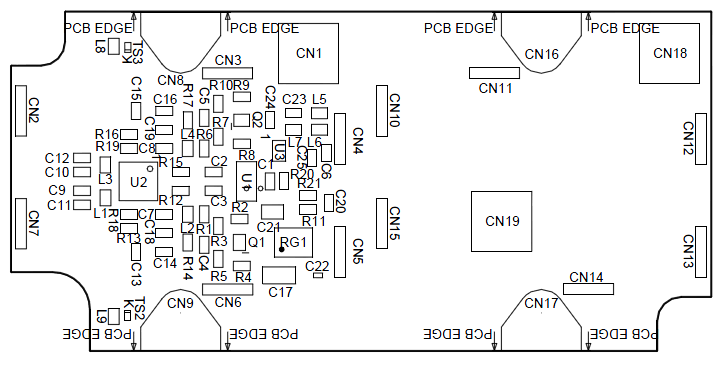 PCB EDGE
PCB EDGE
PCB EDGE
PCB EDGE
L8
TS3
K
CN8
CN3
CN1
CN16
CN18
CN11
CN2
C15
C16
R17
C5
R10
R9
R7
Q2
C24
1
C23
L5
CN4
CN10
CN12
R16
R19
C19
C8
L4
R6
R8
U3
L7
L6
C25
C6
C12
C10
L3
U2
R15
C2
C1
R20
C9
C11
L1
R12
C3
U1
R21
R11
C20
CN7
R18
C7
R13
C18
L2
R1
R2
C21
CN19
CN15
CN13
C13
C14
R14
C4
R3
Q1
RG1
CN5
R5
R4
C17
C22
CN14
L9
TS2
K
CN9
CN6
CN17
PCB EDGE
PCB EDGE
PCB EDGE
PCB EDGE